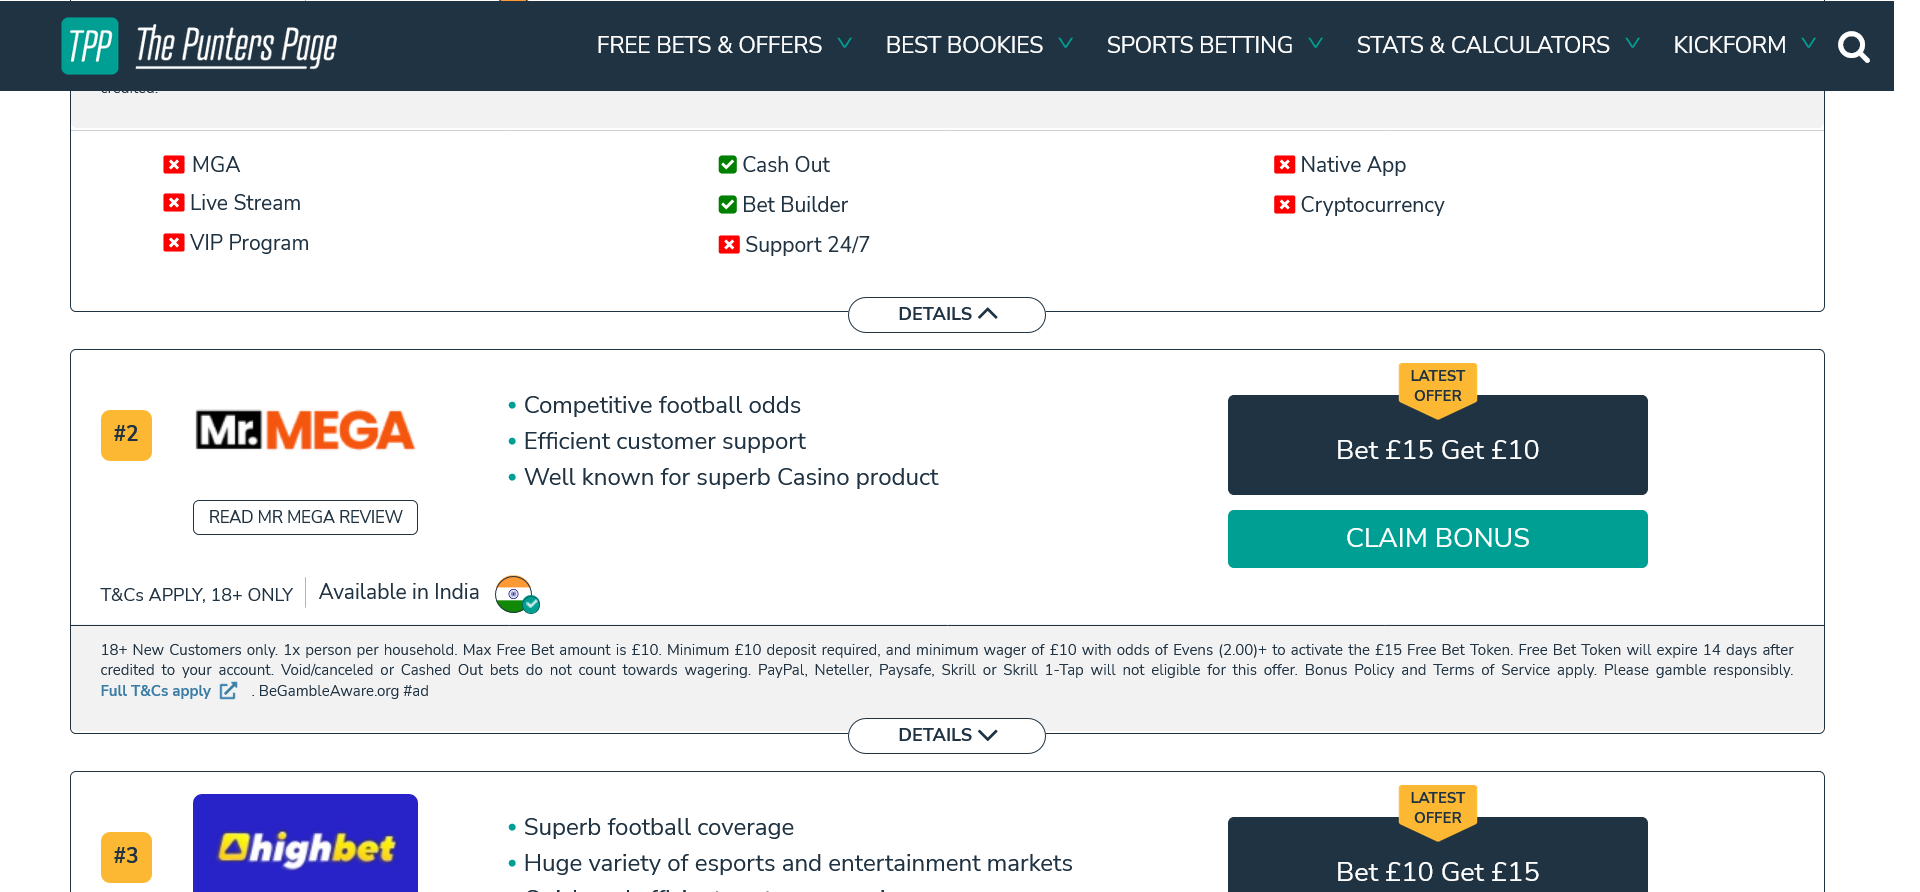 TPP The Punters Page
FREE BETS & OFFERS
BEST BOOKIES
SPORTS BETTING
STATS & CALCULATORS
KICKFORM
credited.
MGA
Live Stream
VIP Program
Cash Out
Bet Builder
Support 24/7
Native App
Cryptocurrency
DETAILS
#2
Mr.MEGA
READ MR MEGA REVIEW
• Competitive football odds
• Efficient customer support
• Well known for superb Casino product
LATEST
OFFER
Bet £15 Get £10
CLAIM BONUS
T&Cs APPLY, 18+ ONLY
Available in India
18+ New Customers only. 1x person per household. Max Free Bet amount is £10. Minimum £10 deposit required, and minimum wager of £10 with odds of Evens (2.00)+ to activate the £15 Free Bet Token. Free Bet Token will expire 14 days after
credited to your account. Void/canceled or Cashed Out bets do not count towards wagering. PayPal, Neteller, Paysafe, Skrill or Skrill 1-Tap will not eligible for this offer. Bonus Policy and Terms of Service apply. Please gamble responsibly.
Full T&Cs apply . BeGambleAware.org #ad
DETAILS
#3
highbet
• Superb football coverage
• Huge variety of esports and entertainment markets
LATEST
OFFER
Bet £10 Get £15